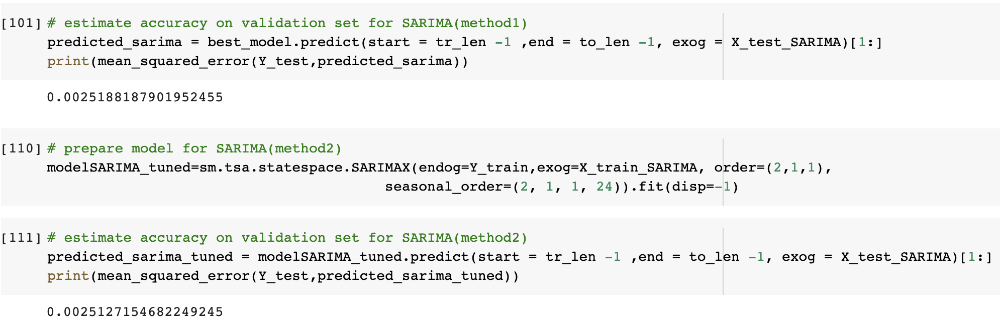 [101] # estimate accuracy on validation set for SARIMA(method1)
predicted_sarima = best_model.predict(start = tr_len -1 ,end = to_len -1, exog = X_test_SARIMA)[1:]
print(mean_squared_error(Y_test,predicted_sarima))
0.0025188187901952455
[110] # prepare model for SARIMA(method2)
modelSARIMA_tuned=sm.tsa.statespace.SARIMAX(endog=Y_train,exog=X_train_SARIMA, order=(2,1,1),
seasonal_order=(2, 1, 1, 24)).fit(disp=-1)
[111] # estimate accuracy on validation set for SARIMA(method2)
predicted_sarima_tuned = modelSARIMA_tuned.predict(start = tr_len -1 ,end = to_len -1, exog = X_test_SARIMA)[1:]
print(mean_squared_error(Y_test,predicted_sarima_tuned))
0.0025127154682249245